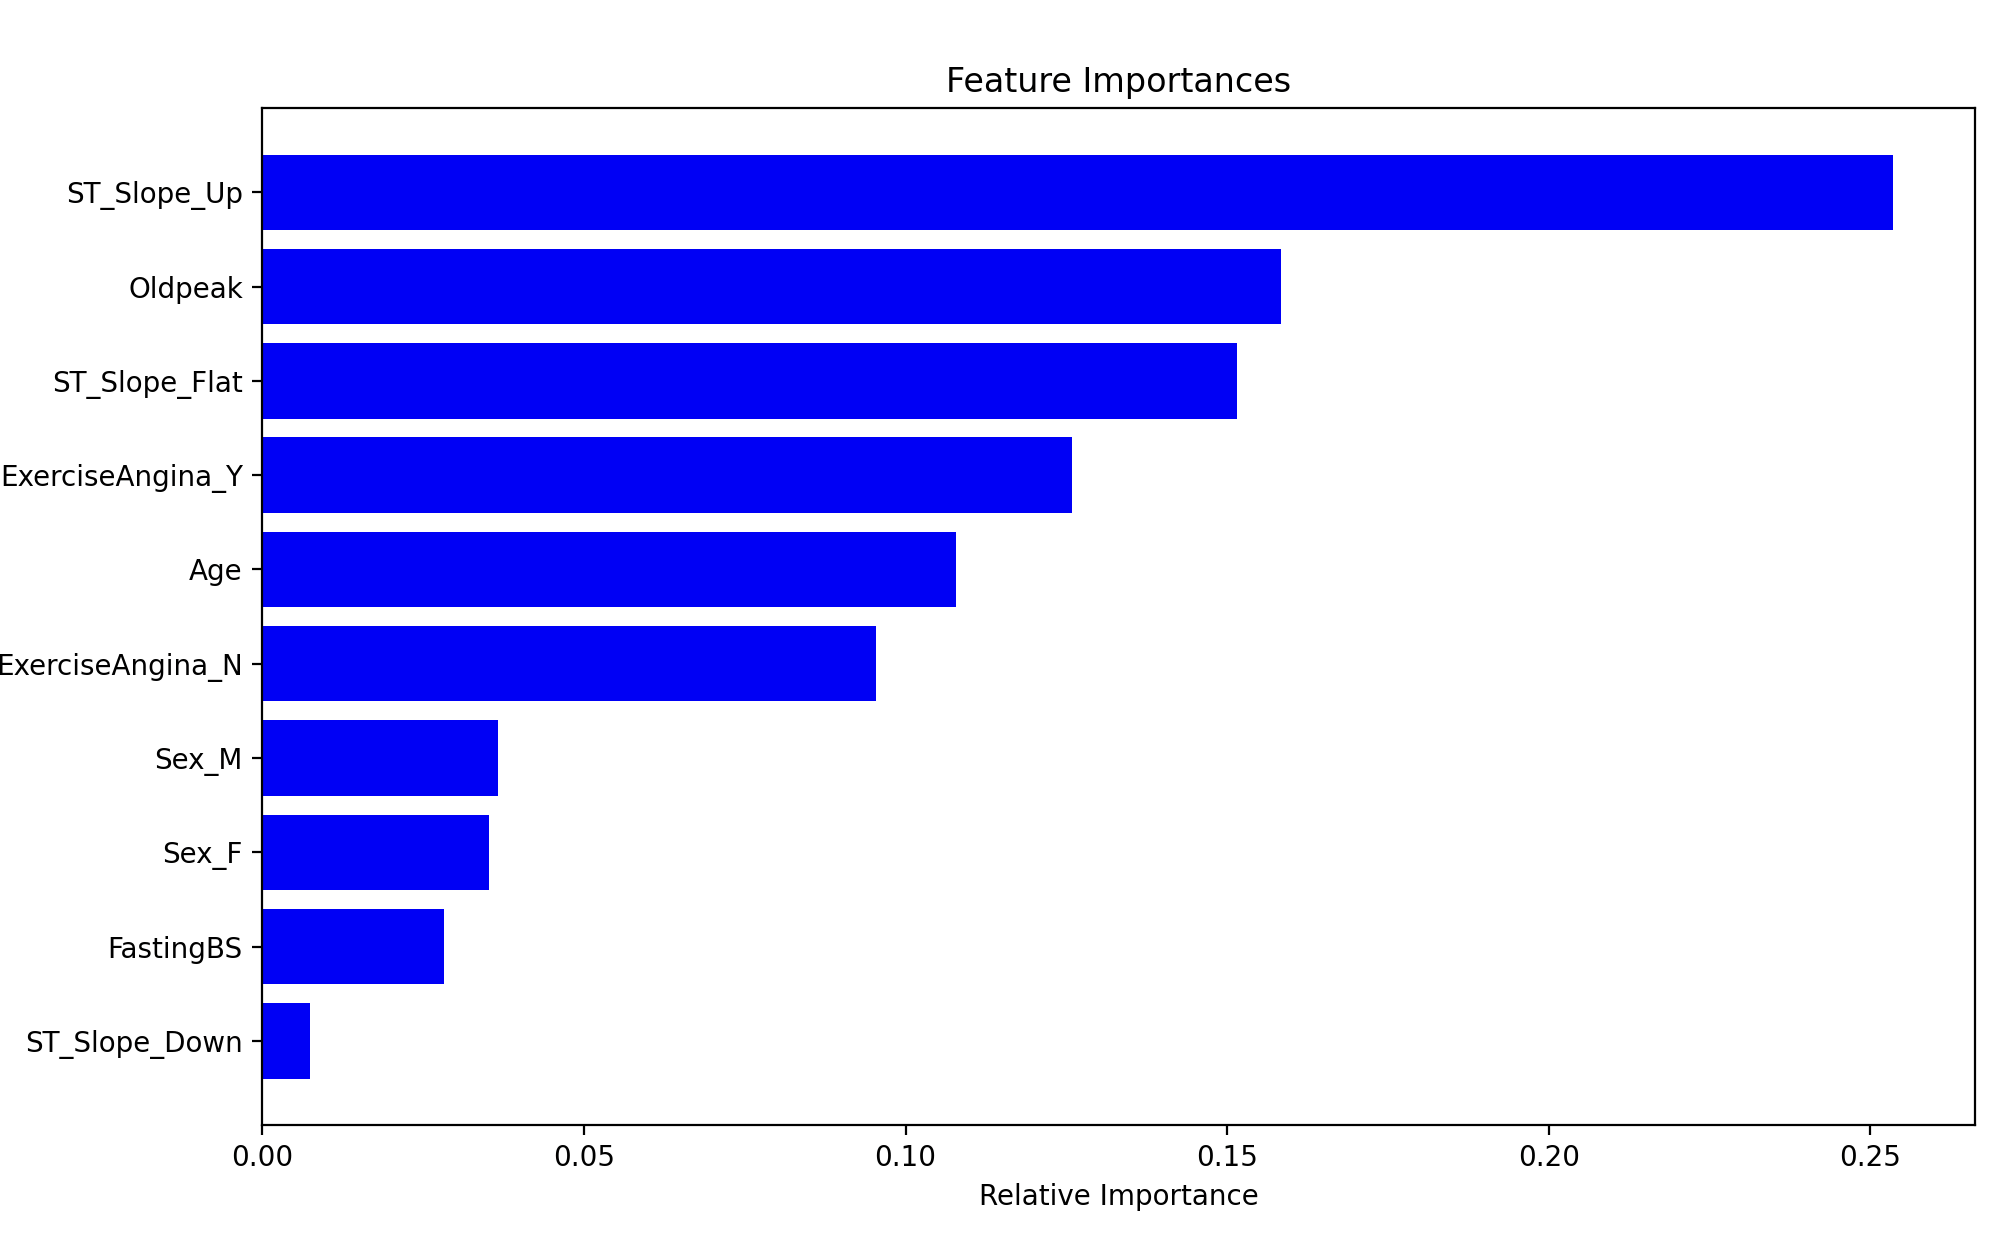 Feature Importances
ST_Slope_Up
Oldpeak
ST_Slope_Flat
ExerciseAngina_Y
Age
ExerciseAngina_N
Sex_M
Sex_F
FastingBS
ST_Slope_Down
0.00 0.05 0.10 0.15 0.20 0.25
Relative Importance